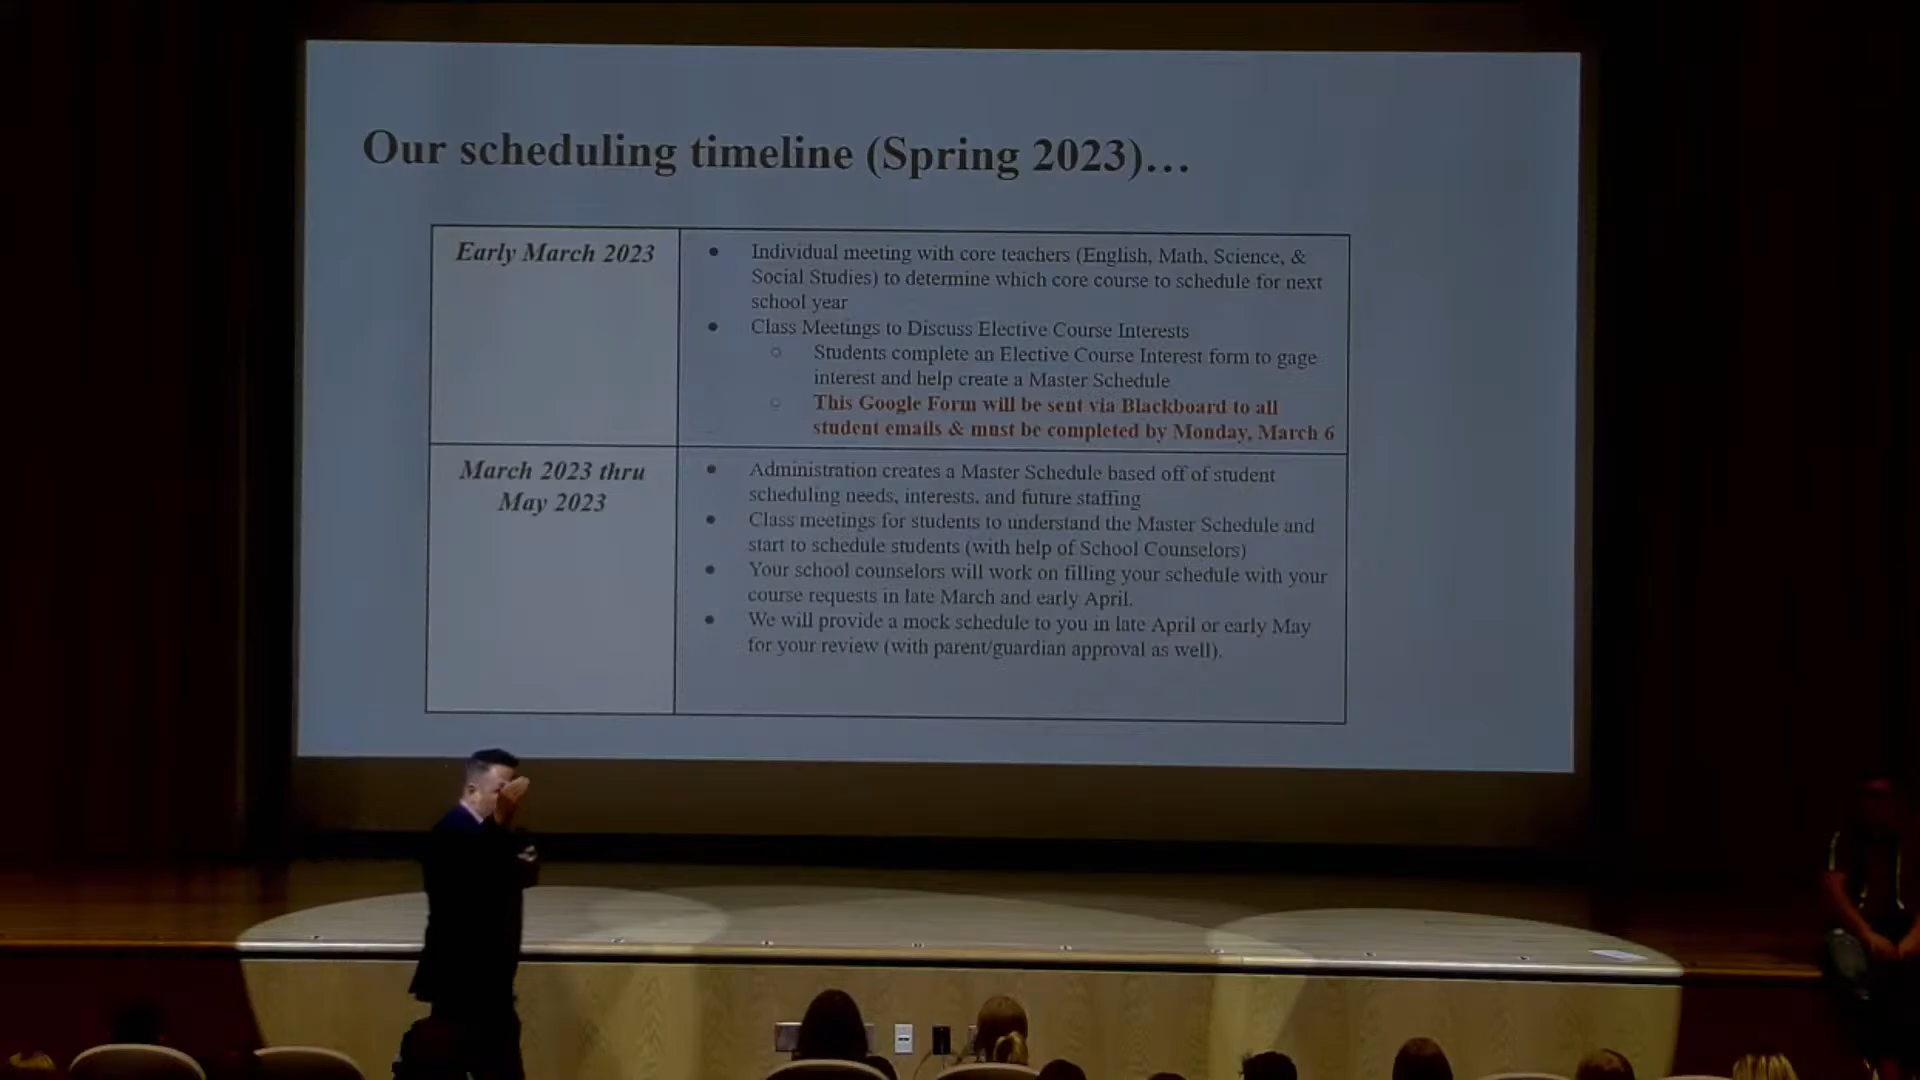 Our scheduling timeline (Spring 2023)…
Early March 2023
● Individual meeting with core teachers (English, Math, Science, &
Social Studies) to determine which core course to schedule for next
school year
● Class Meetings to Discuss Elective Course Interests
○ Students complete an Elective Course Interest form to gage
interest and help create a Master Schedule
○ This Google Form will be sent via Blackboard to all
student emails & must be completed by Monday, March 6
March 2023 thru
May 2023
● Administration creates a Master Schedule based off of student
scheduling needs, interests, and future staffing
● Class meetings for students to understand the Master Schedule and
start to schedule students (with help of School Counselors)
● Your school counselors will work on filling your schedule with your
course requests in late March and early April.
● We will provide a mock schedule to you in late April or early May
for your review (with parent/guardian approval as well).